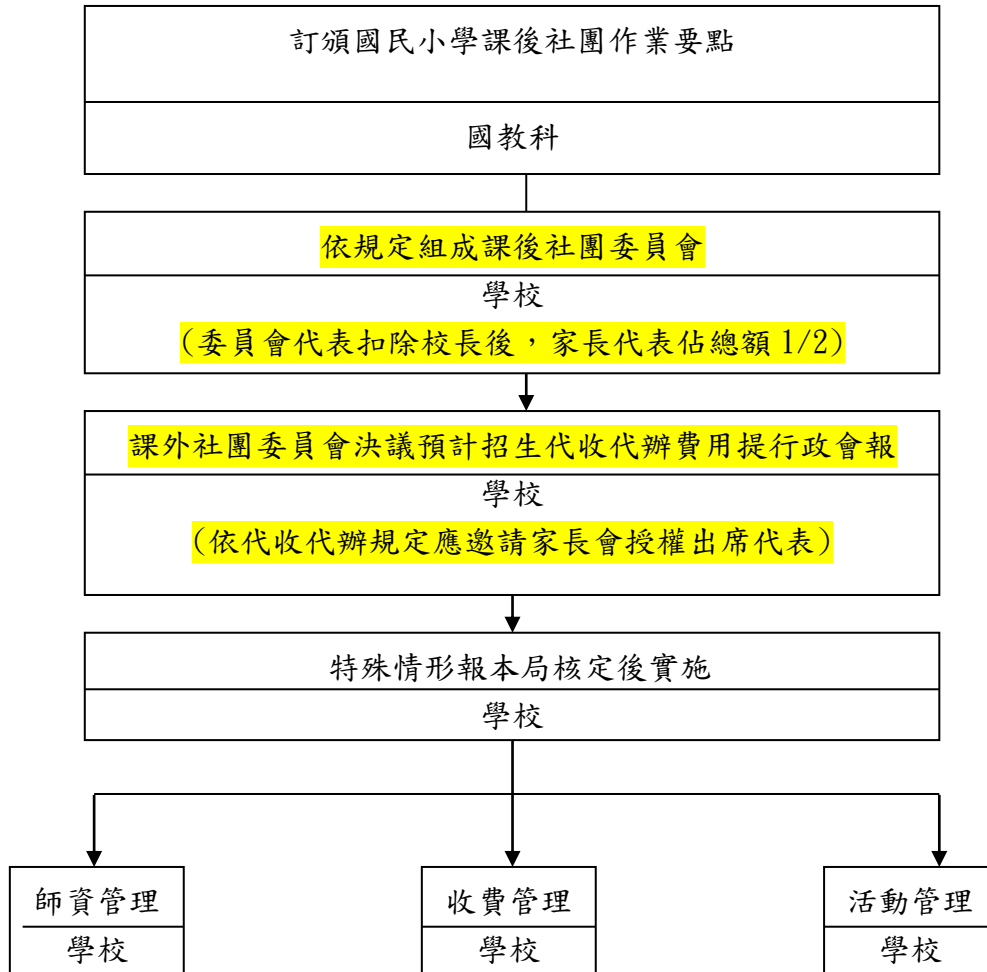 訂頒國民小學課後社團作業要點
國教科
依規定組成課後社團委員會
學校
(委員會代表扣除校長後，家長代表佔總額 1/2)
課外社團委員會決議預計招生代收代辦費用提行政會報
學校
(依代收代辦規定應邀請家長會授權出席代表)
特殊情形報本局核定後實施
學校
師資管理
學校
收費管理
學校
活動管理
學校